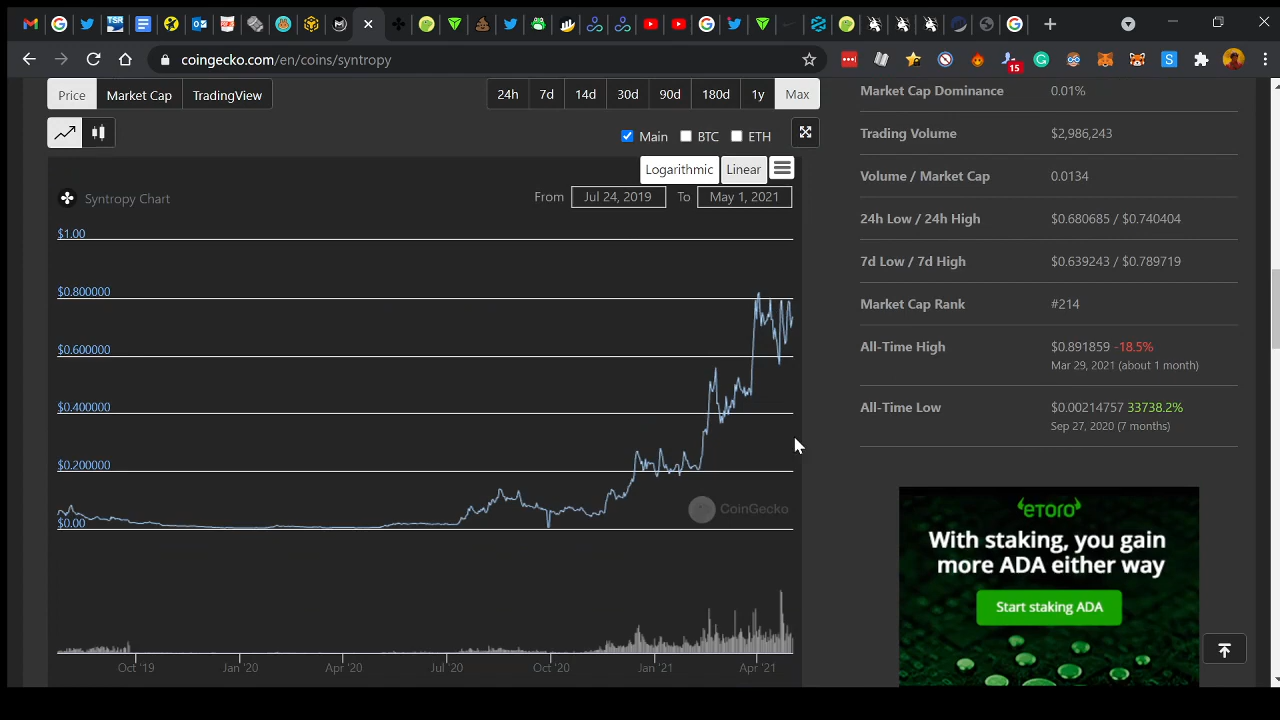 coingecko.com/en/coins/syntropy
15
Price Market Cap TradingView 24h 7d 14d 30d 90d 180d 1y Max
Main BTC ETH
Logarithmic Linear
Syntropy Chart From Jul 24, 2019 To May 1, 2021
$1.00
$0.800000
$0.600000
$0.400000
$0.200000
$0.00
CoinGecko
Oct '19 Jan '20 Apr '20 Jul '20 Oct '20 Jan '21 Apr '21
Market Cap Dominance 0.01%
Trading Volume $2,986,243
Volume / Market Cap 0.0134
24h Low / 24h High $0.680685 / $0.740404
7d Low / 7d High $0.639243 / $0.789719
Market Cap Rank #214
All-Time High $0.891859 -18.5%
Mar 29, 2021 (about 1 month)
All-Time Low $0.00214757 33738.2%
Sep 27, 2020 (7 months)
eTORO
With staking, you gain
more ADA either way
Start staking ADA